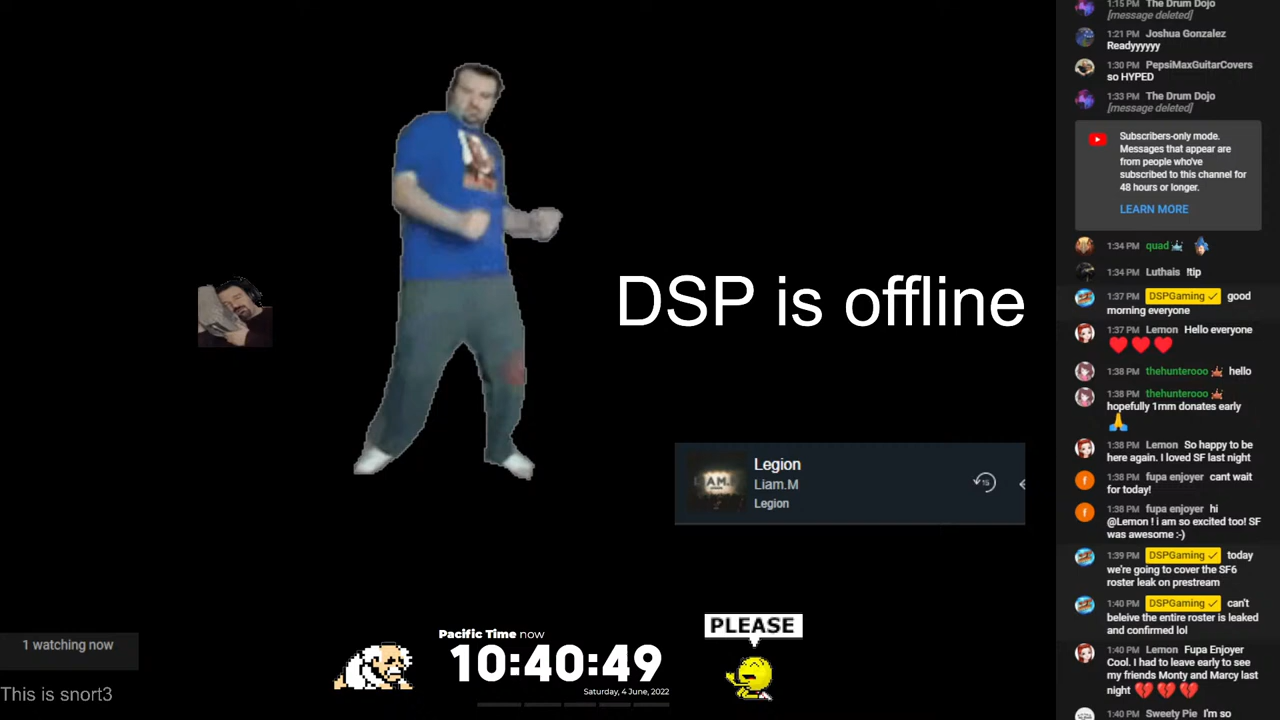 DSP is offline
Legion
Liam.M
Legion
15
1 watching now
This is snort3
Pacific Time now
10:40:49
Saturday, 4 June, 2022
PLEASE
1:15 PM The Drum Dojo
[message deleted]
1:21 PM Joshua Gonzalez
Readyyyyy
1:30 PM PepsiMaxGuitarCovers
so HYPED
1:33 PM The Drum Dojo
[message deleted]
Subscribers-only mode.
Messages that appear are
from people who've
subscribed to this channel for
48 hours or longer.
LEARN MORE
1:34 PM quad
1:34 PM Luthais !tip
1:37 PM DSPGaming good
morning everyone
1:37 PM Lemon Hello everyone
1:38 PM thehunterooo hello
1:38 PM thehunterooo
hopefully 1mm donates early
1:38 PM Lemon So happy to be
here again. I loved SF last night
1:38 PM fupa enjoyer cant wait
for today!
1:38 PM fupa enjoyer hi
@Lemon ! i am so excited too! SF
was awesome :-)
1:39 PM DSPGaming today
we're going to cover the SF6
roster leak on prestream
1:40 PM DSPGaming can't
beleive the entire roster is leaked
and confirmed lol
1:40 PM Lemon Fupa Enjoyer
Cool. I had to leave early to see
my friends Monty and Marcy last
night
1:40 PM Sweety Pie I'm so